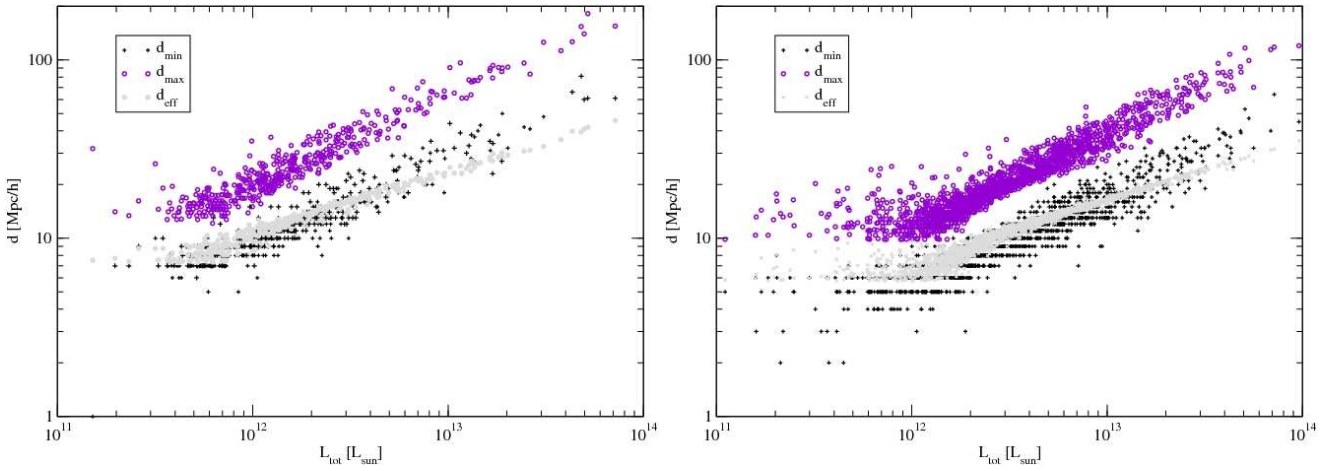 d_min
d_max
d_eff
100
10
1
d [Mpc/h]
10^11
10^12
10^13
10^14
L_tot [L_sun]
d_min
d_max
d_eff
100
10
1
d [Mpc/h]
10^11
10^12
10^13
10^14
L_tot [L_sun]